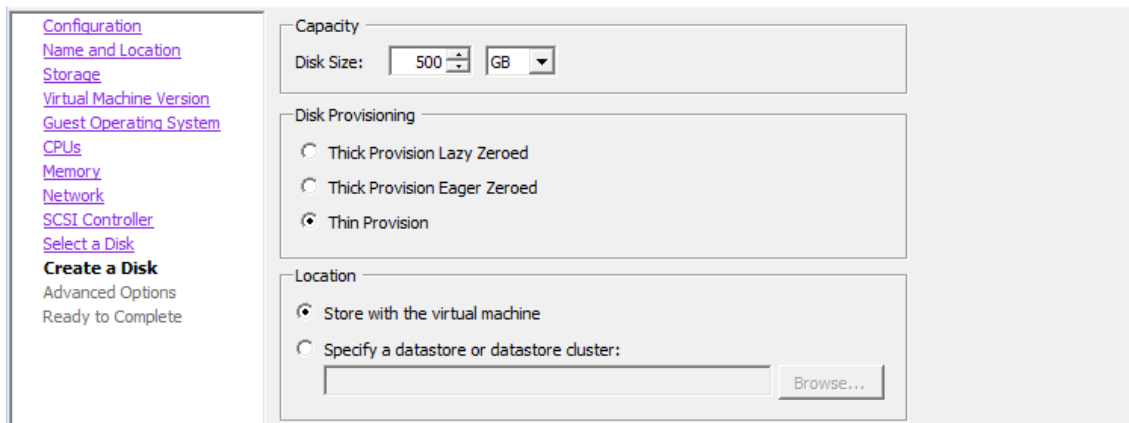 Configuration
Name and Location
Storage
Virtual Machine Version
Guest Operating System
CPUs
Memory
Network
SCSI Controller
Select a Disk
Create a Disk
Advanced Options
Ready to Complete
Capacity
Disk Size: 500 GB
Disk Provisioning
Thick Provision Lazy Zeroed
Thick Provision Eager Zeroed
Thin Provision
Location
Store with the virtual machine
Specify a datastore or datastore cluster:
Browse...